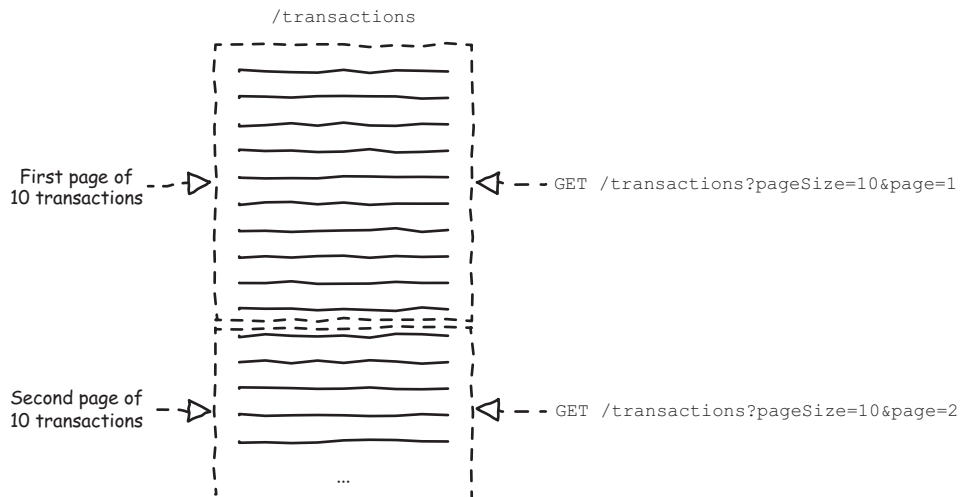 /transactions
First page of
10 transactions
GET /transactions?pageSize=10&page=1
Second page of
10 transactions
GET /transactions?pageSize=10&page=2
...